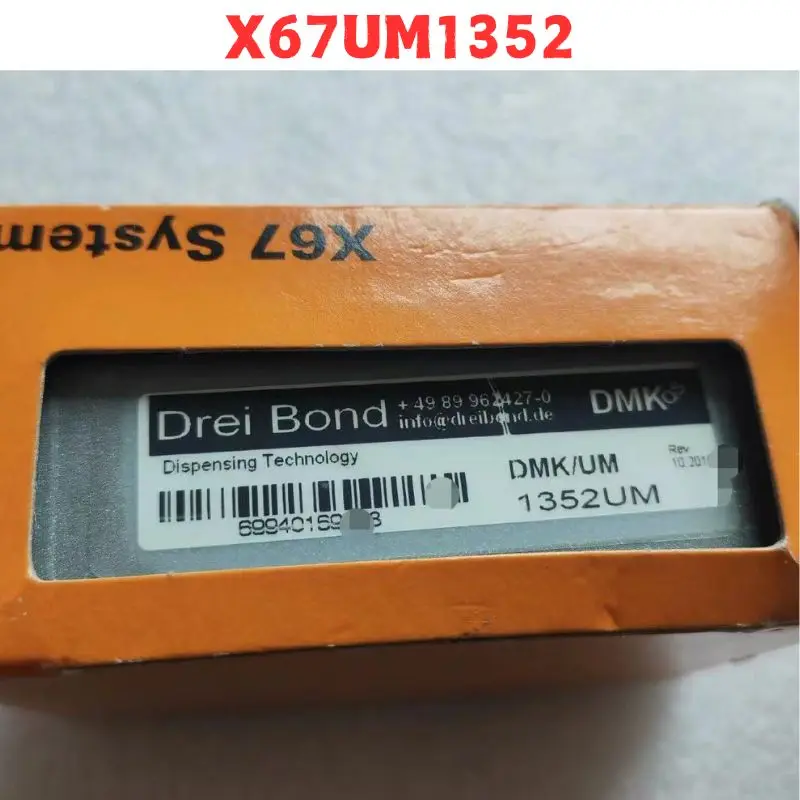 X67UM1352
X67 System
Drei Bond
+ 49 89 962427-0
info@dreibond.de
DMK
Dispensing Technology
DMK/UM
1352UM
Rev